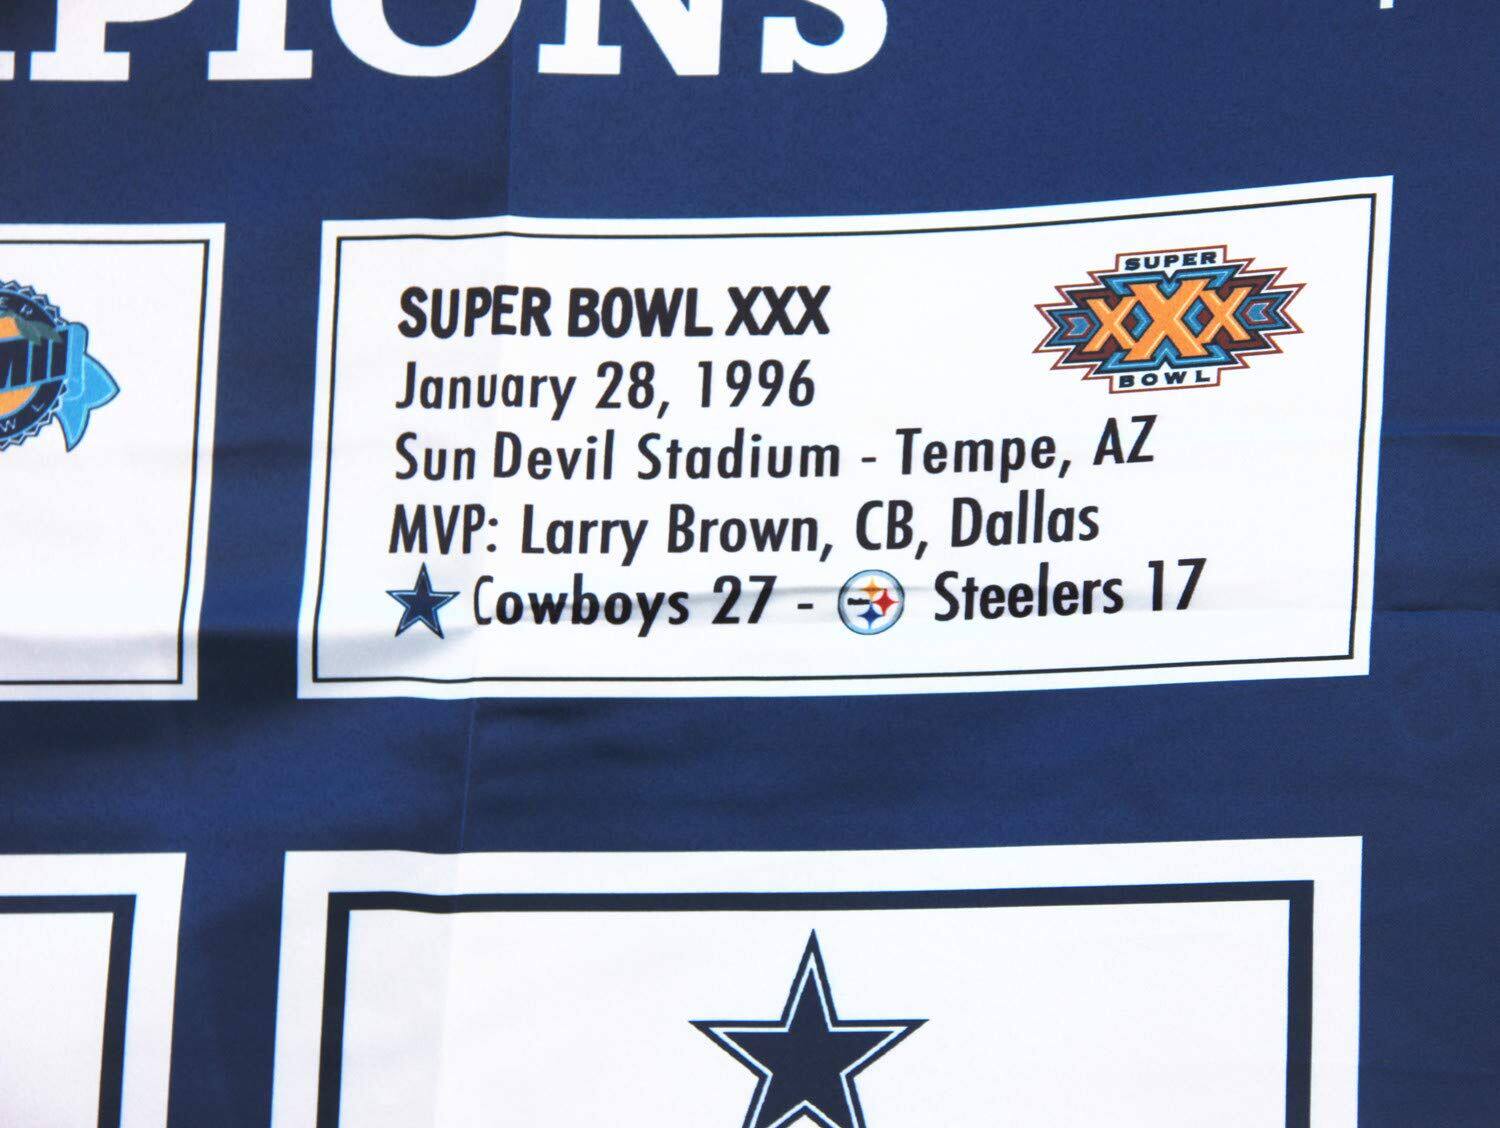 PIONS
SUPER BOWL XXX
January 28, 1996
Sun Devil Stadium - Tempe, AZ
MVP: Larry Brown, CB, Dallas
Cowboys 27 - Steelers 17
SUPER
XXX
BOWL